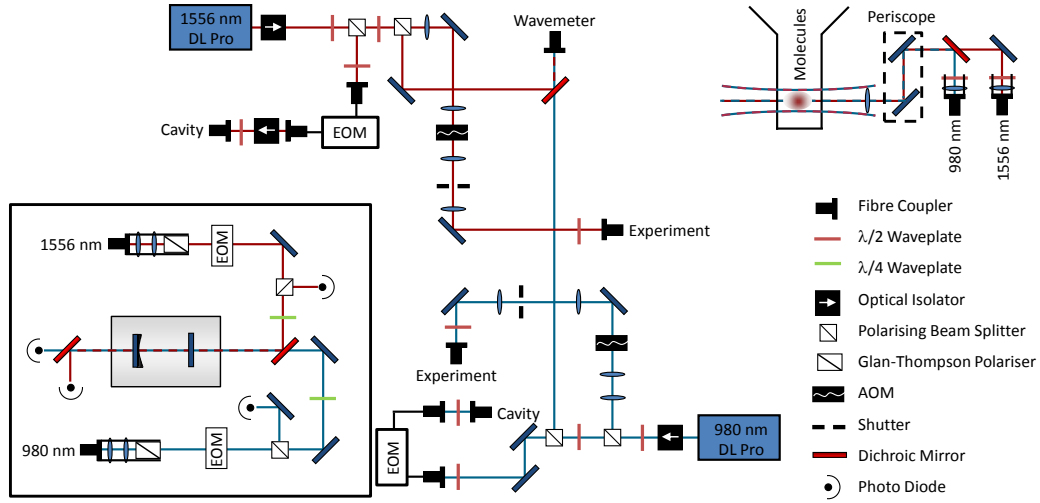 1556 nm
DL Pro
Wavemeter
Cavity
EOM
Experiment
Molecules
Periscope
980 nm
1556 nm
1556 nm
EOM
980 nm
EOM
Experiment
Cavity
EOM
980 nm
DL Pro
Fibre Coupler
λ/2 Waveplate
λ/4 Waveplate
Optical Isolator
Polarising Beam Splitter
Glan-Thompson Polariser
AOM
Shutter
Dichroic Mirror
Photo Diode